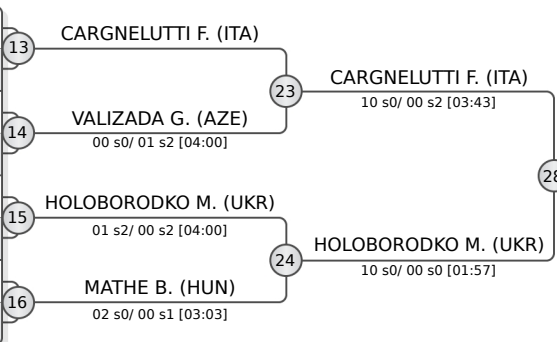 13
CARGNELUTTI F. (ITA)
23
CARGNELUTTI F. (ITA)
10 s0/ 00 s2 [03:43]
14
VALIZADA G. (AZE)
00 s0/ 01 s2 [04:00]
28
15
HOLOBORODKO M. (UKR)
01 s2/ 00 s2 [04:00]
24
HOLOBORODKO M. (UKR)
10 s0/ 00 s0 [01:57]
16
MATHE B. (HUN)
02 s0/ 00 s1 [03:03]